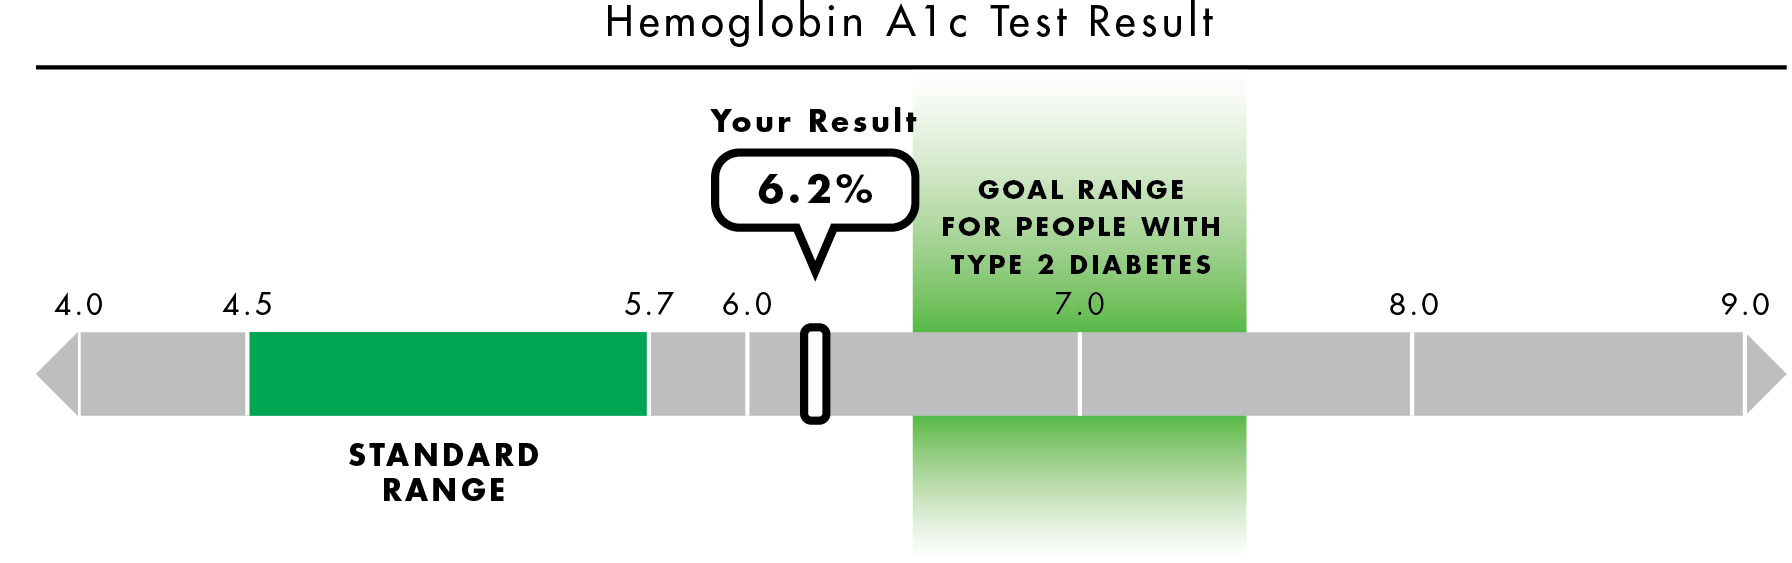 Hemoglobin A1c Test Result
Your Result
6.2%
GOAL RANGE
FOR PEOPLE WITH
TYPE 2 DIABETES
4.0 4.5 5.7 6.0 7.0 8.0 9.0
STANDARD
RANGE